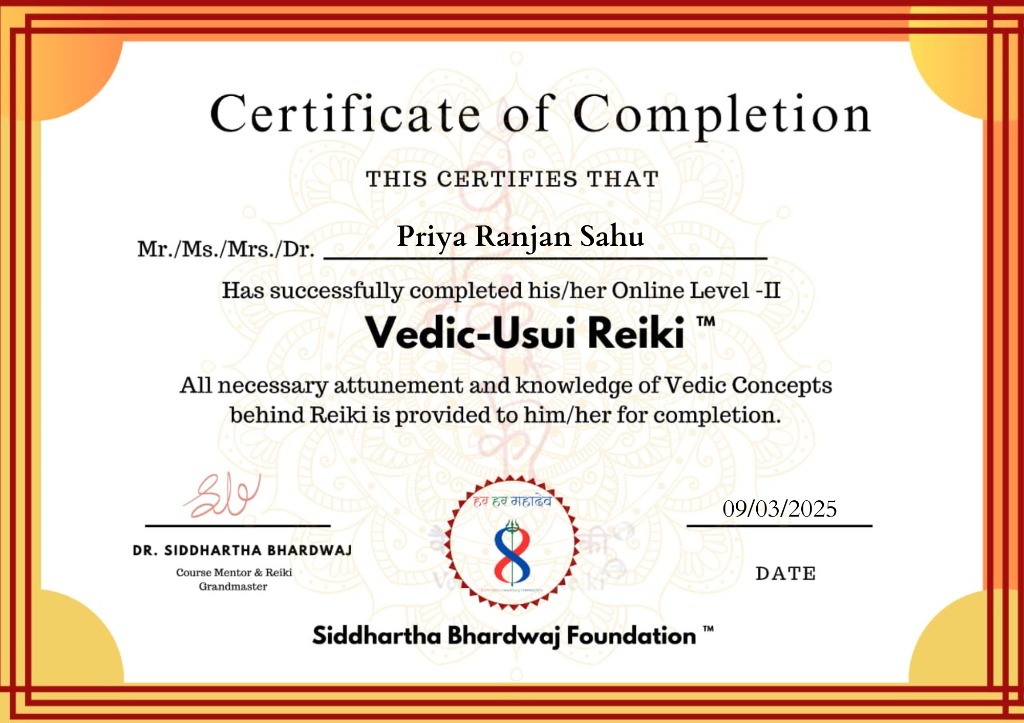 Certificate of Completion
THIS CERTIFIES THAT
Mr./Ms./Mrs./Dr. Priya Ranjan Sahu
Has successfully completed his/her Online Level -II
Vedic-Usui Reiki ™
All necessary attunement and knowledge of Vedic Concepts
behind Reiki is provided to him/her for completion.
हर हर महादेव
09/03/2025
DR. SIDDHARTHA BHARDWAJ
Course Mentor & Reiki
Grandmaster
DATE
Siddhartha Bhardwaj Foundation ™